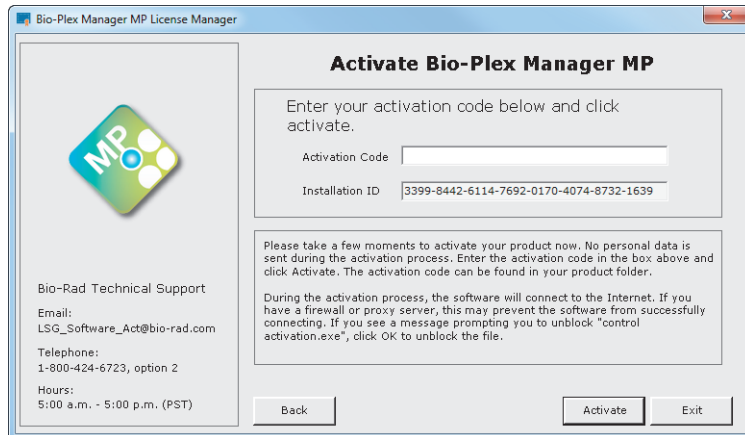 Bio-Plex Manager MP License Manager
MP
Bio-Rad Technical Support
Email:
LSG_Software_Act@bio-rad.com
Telephone:
1-800-424-6723, option 2
Hours:
5:00 a.m. - 5:00 p.m. (PST)
Activate Bio-Plex Manager MP
Enter your activation code below and click
activate.
Activation Code
Installation ID 3399-8442-6114-7692-0170-4074-8732-1639
Please take a few moments to activate your product now. No personal data is
sent during the activation process. Enter the activation code in the box above and
click Activate. The activation code can be found in your product folder.
During the activation process, the software will connect to the Internet. If you
have a firewall or proxy server, this may prevent the software from successfully
connecting. If you see a message prompting you to unblock "control
activation.exe", click OK to unblock the file.
Back Activate Exit